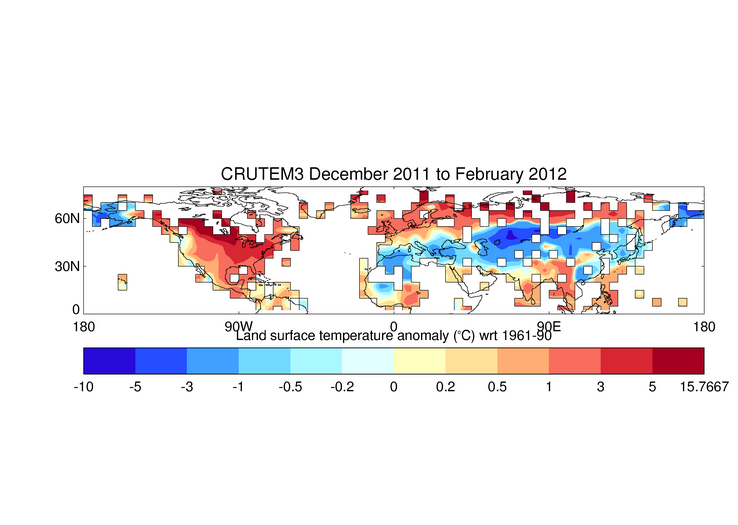 CRUTEM3 December 2011 to February 2012
60N
30N
0
180 90W 0 90E 180
Land surface temperature anomaly (°C) wrt 1961-90
-10 -5 -3 -1 -0.5 -0.2 0 0.2 0.5 1 3 5 15.7667